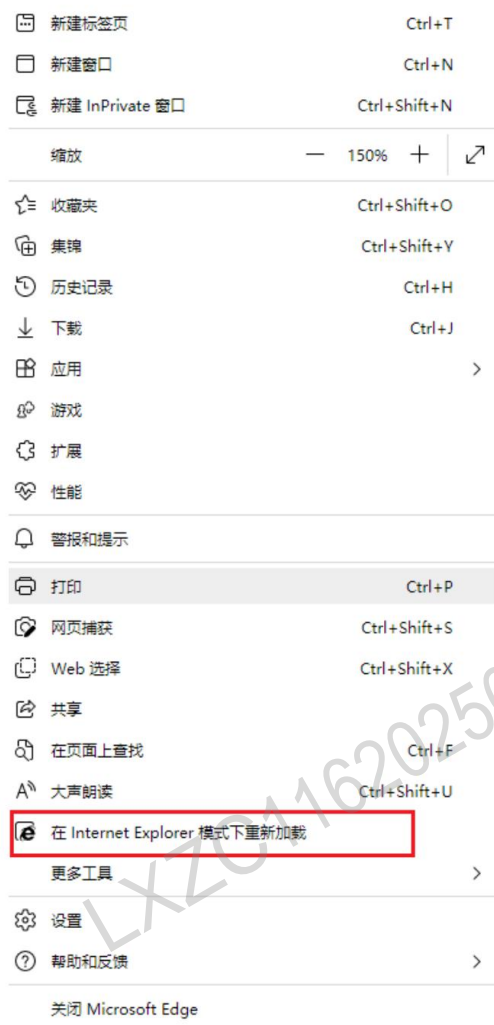 新建标签页 Ctrl+T
新建窗口 Ctrl+N
新建 InPrivate 窗口 Ctrl+Shift+N
缩放 — 150% +
收藏夹 Ctrl+Shift+O
集锦 Ctrl+Shift+Y
历史记录 Ctrl+H
下载 Ctrl+J
应用
游戏
扩展
性能
警报和提示
打印 Ctrl+P
网页捕获 Ctrl+Shift+S
Web 选择 Ctrl+Shift+X
共享
在页面上查找 Ctrl+F
大声朗读 Ctrl+Shift+U
在 Internet Explorer 模式下重新加载
更多工具
设置
帮助和反馈
关闭 Microsoft Edge